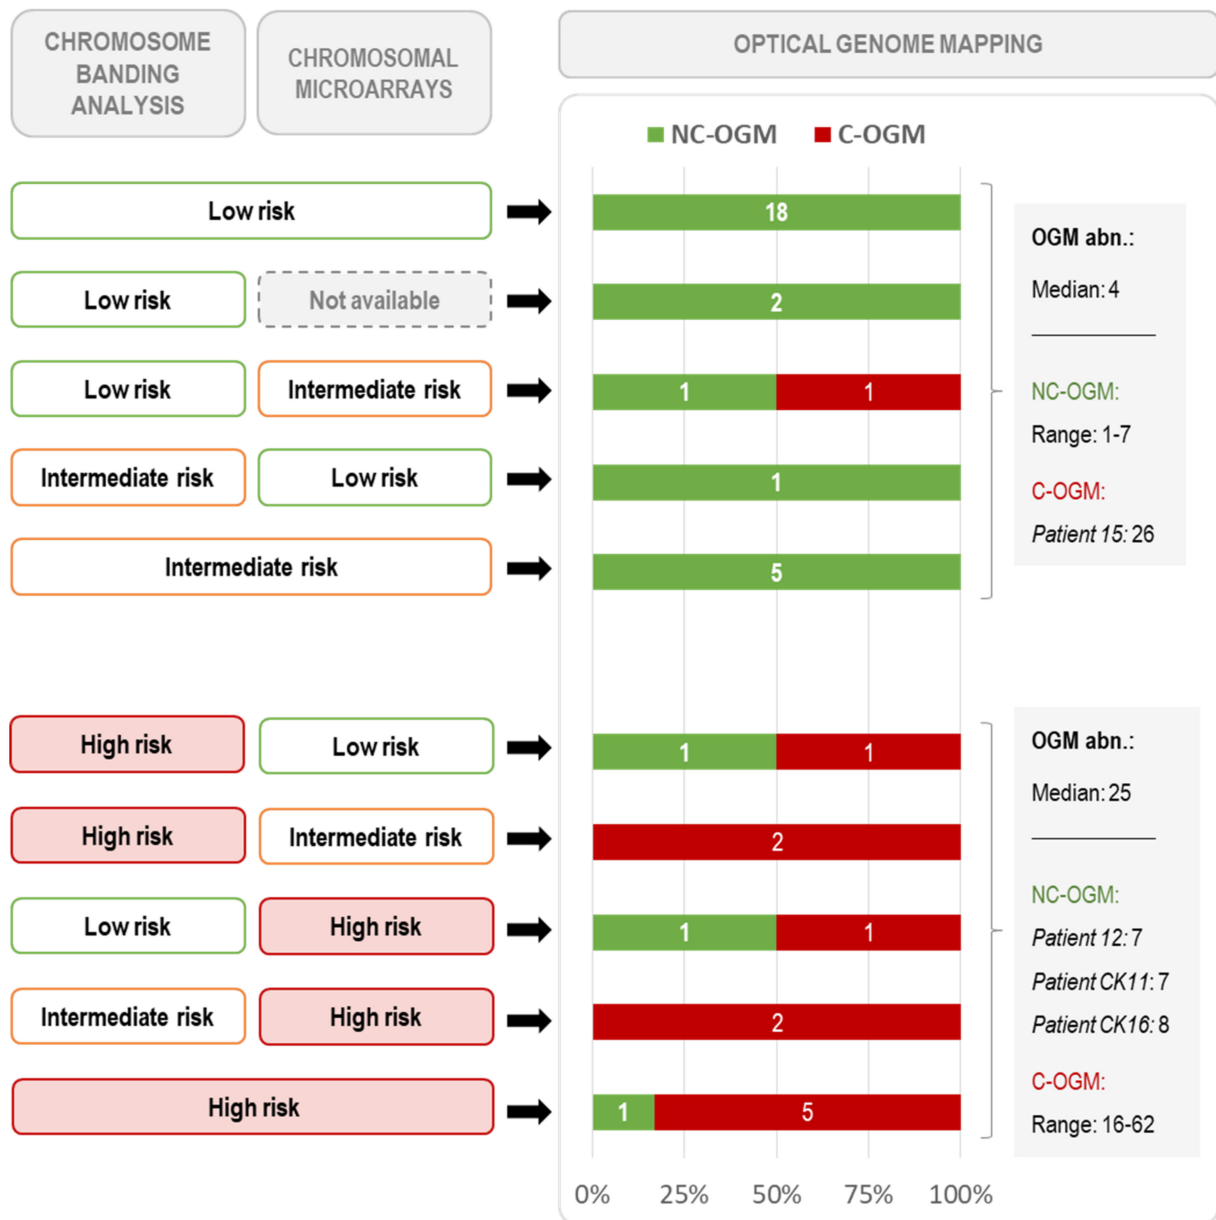 CHROMOSOME
BANDING
ANALYSIS
CHROMOSOMAL
MICROARRAYS
OPTICAL GENOME MAPPING
NC-OGM C-OGM
Low risk
18
Low risk Not available
2
Low risk Intermediate risk
1 1
Intermediate risk Low risk
1
Intermediate risk
5
OGM abn.:
Median: 4
NC-OGM:
Range: 1-7
C-OGM:
Patient 15: 26
High risk Low risk
1 1
High risk Intermediate risk
2
Low risk High risk
1 1
Intermediate risk High risk
2
High risk
1 5
OGM abn.:
Median: 25
NC-OGM:
Patient 12: 7
Patient CK11: 7
Patient CK16: 8
C-OGM:
Range: 16-62
0% 25% 50% 75% 100%